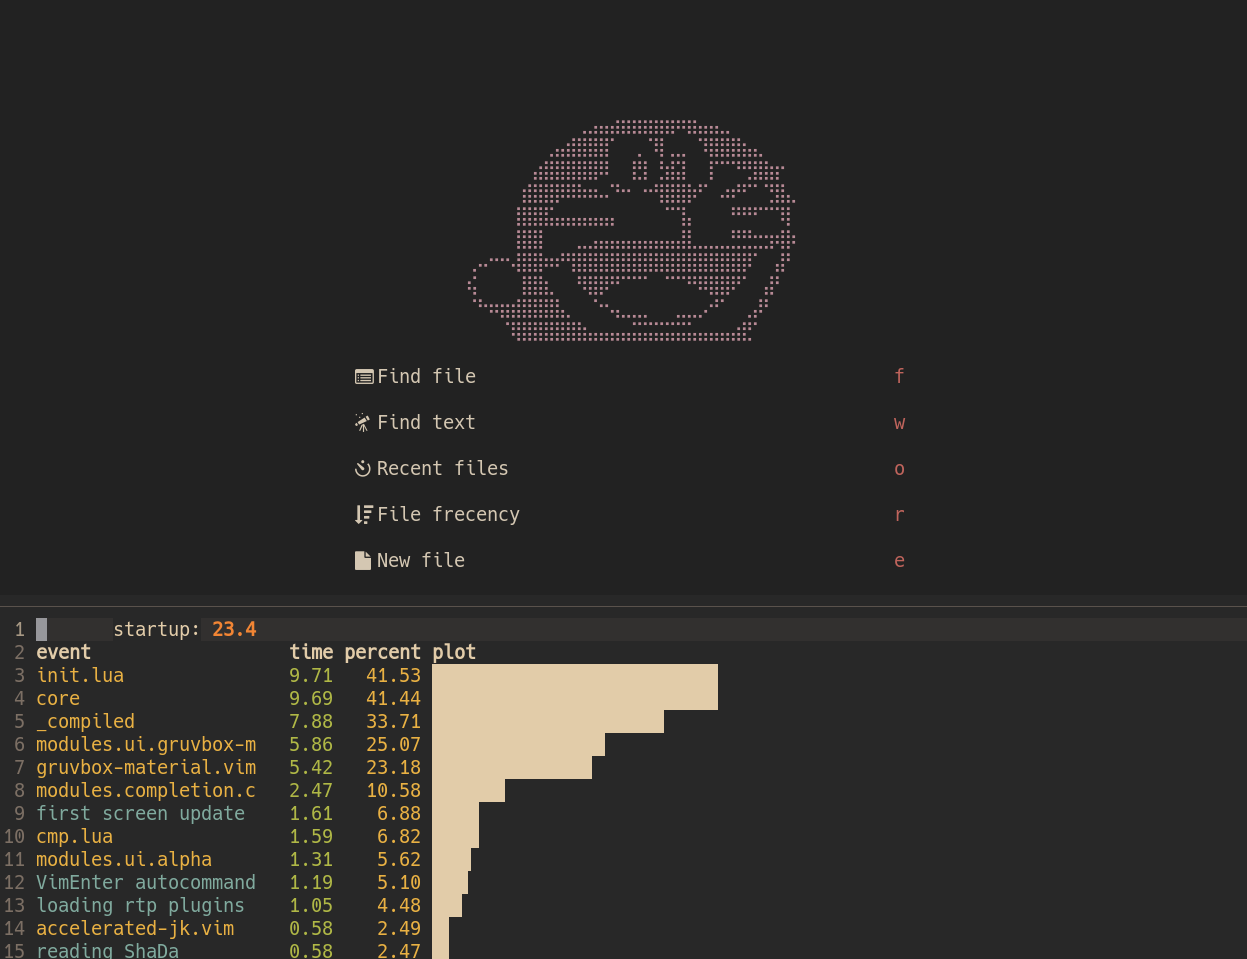 Find file f
Find text w
Recent files o
File frecency r
New file e
1 startup: 23.4
2 event time percent plot
3 init.lua 9.71 41.53
4 core 9.69 41.44
5 _compiled 7.88 33.71
6 modules.ui.gruvbox-m 5.86 25.07
7 gruvbox-material.vim 5.42 23.18
8 modules.completion.c 2.47 10.58
9 first screen update 1.61 6.88
10 cmp.lua 1.59 6.82
11 modules.ui.alpha 1.31 5.62
12 VimEnter autocommand 1.19 5.10
13 loading rtp plugins 1.05 4.48
14 accelerated-jk.vim 0.58 2.49
15 reading ShaDa 0.58 2.47